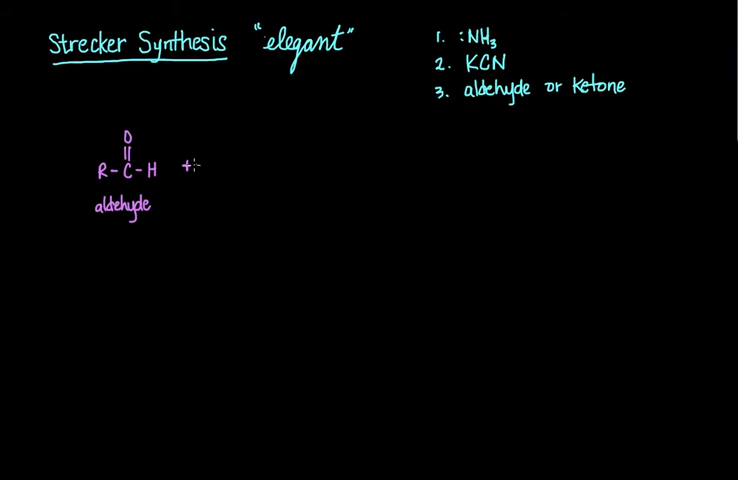 Strecker Synthesis "elegant"
1. :NH₃
2. KCN
3. aldehyde or ketone
O
||
R-C-H +
aldehyde